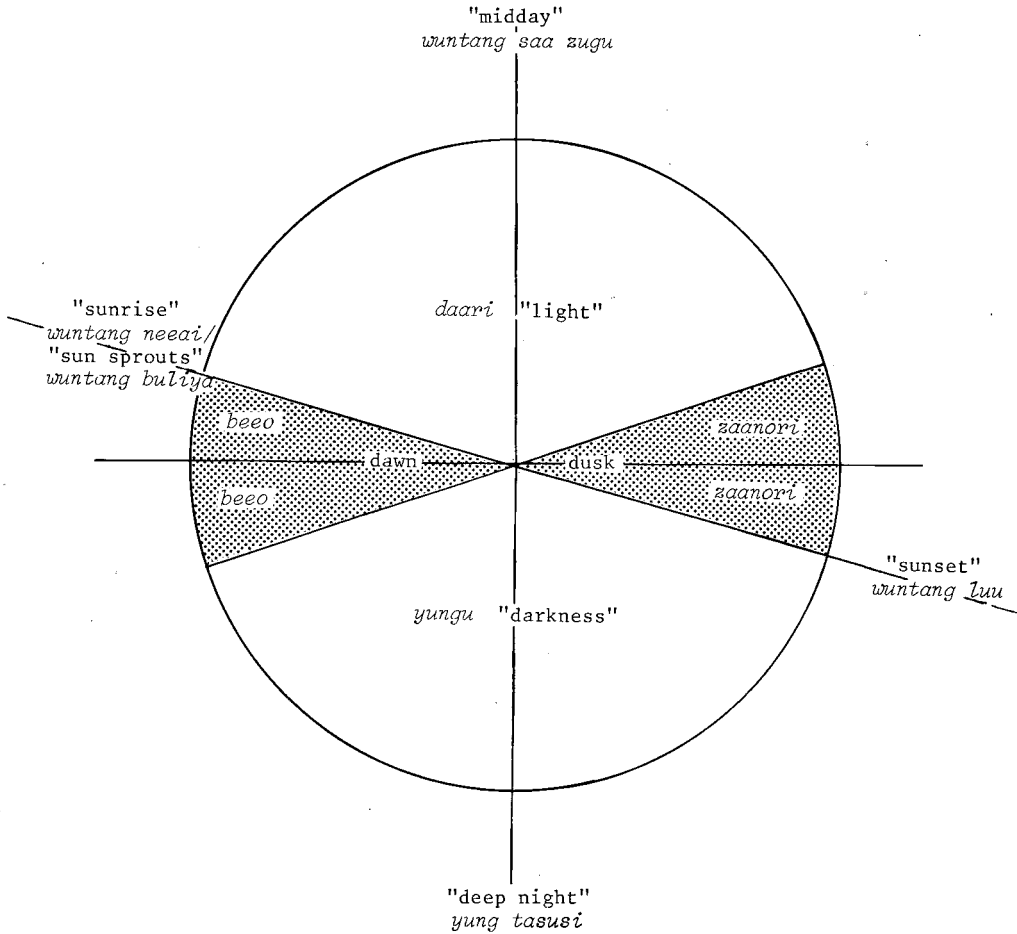 "midday"
wuntang saa zugu
daari "light"
"sunrise"
wuntang neeai/
"sun sprouts"
wuntang buliya
beeo
zaanori
dawn
dusk
beeo
zaanori
"sunset"
wuntang luu
yungu "darkness"
"deep night"
yung tasusi